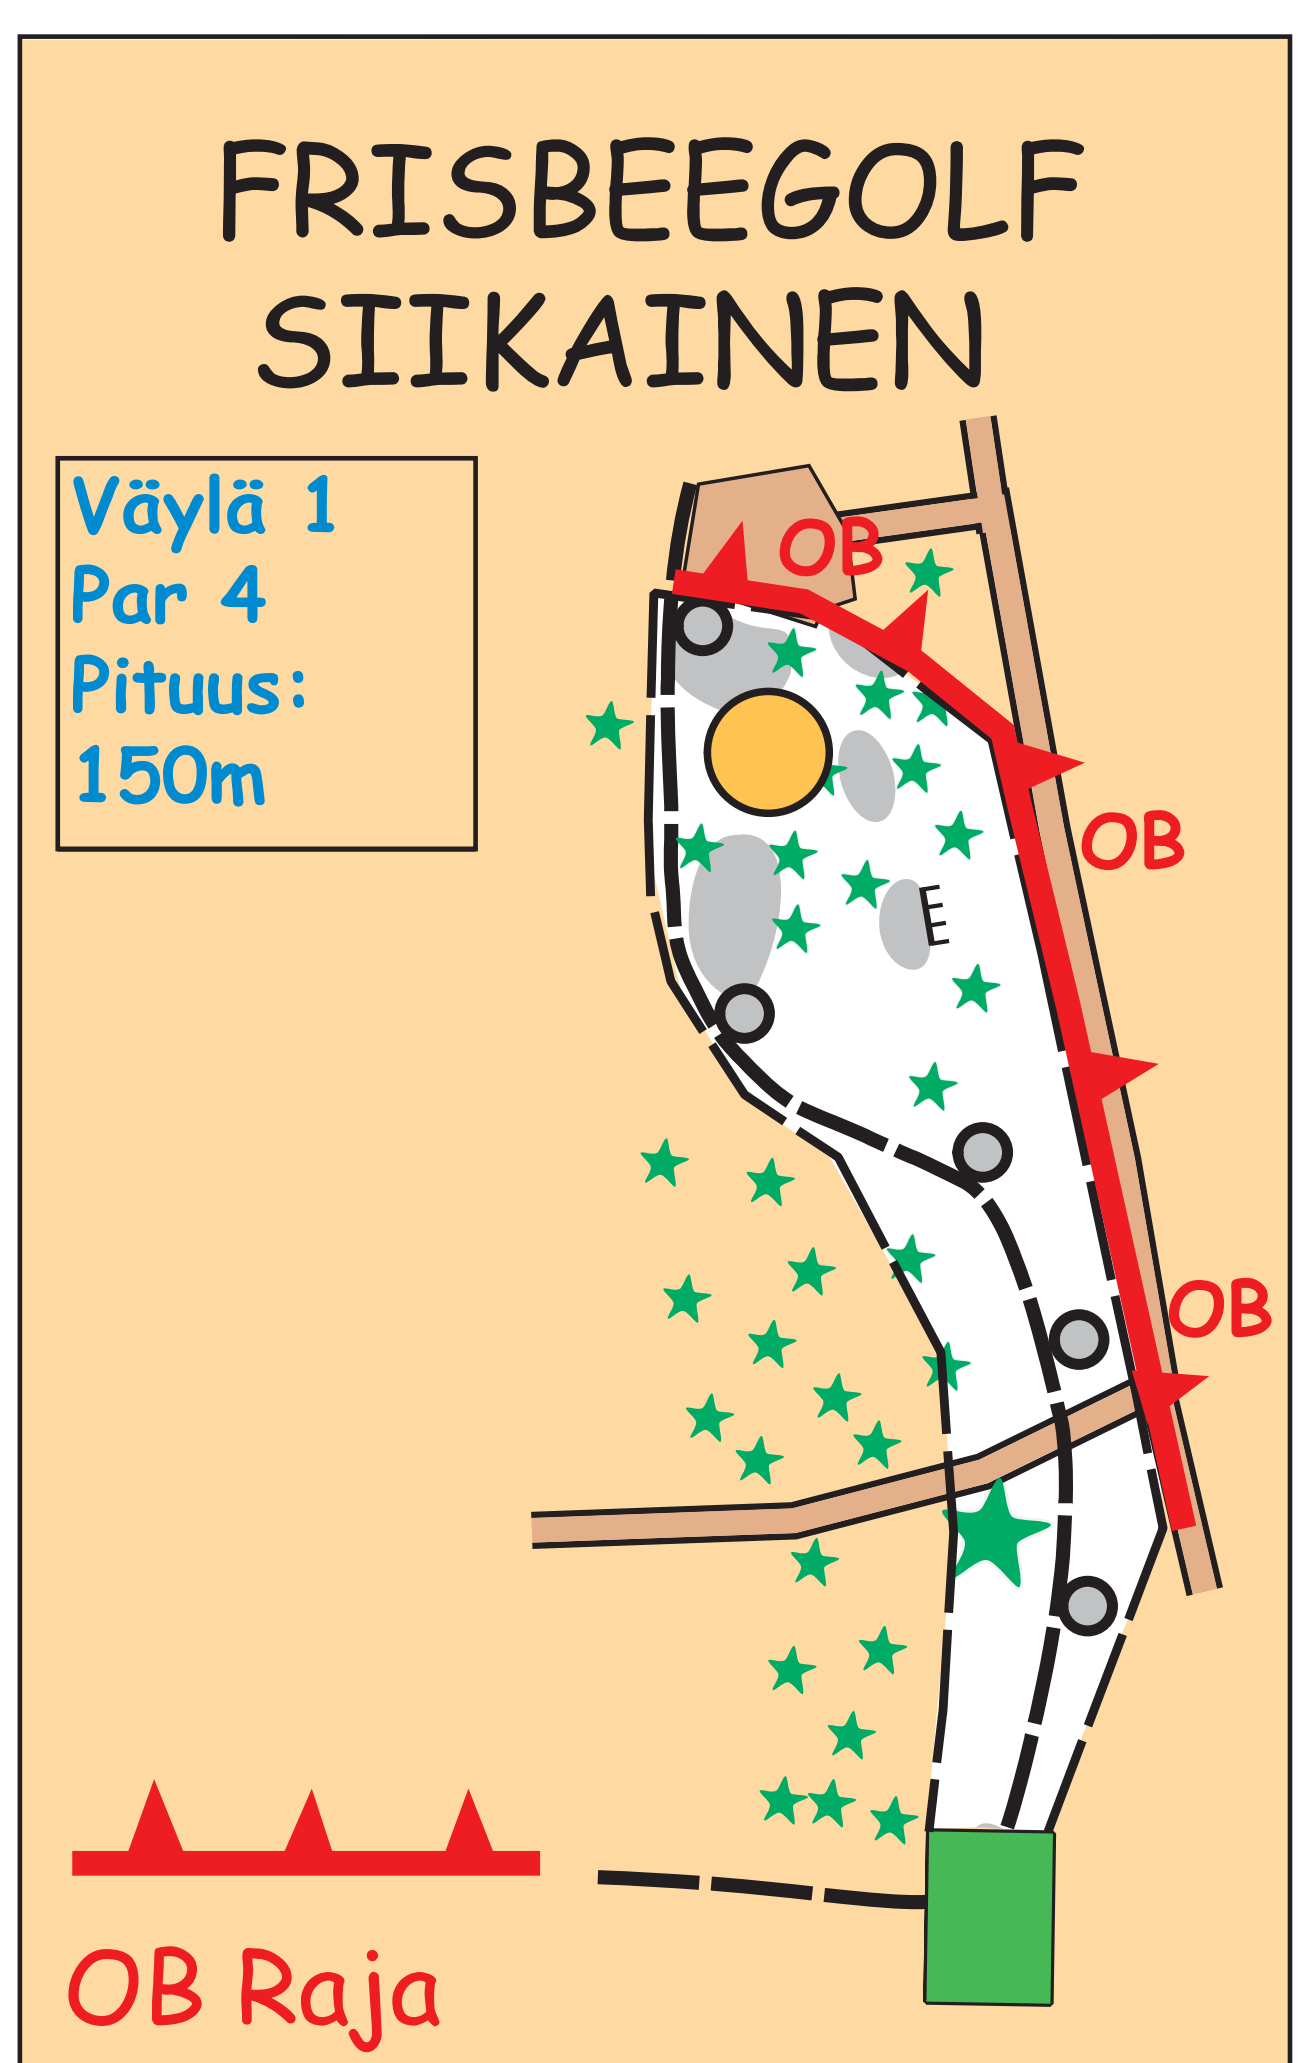 FRISBEEGOLF
SIIKAINEN
Väylä 1
Par 4
Pituus:
150m
OB
OB
OB
OB Raja